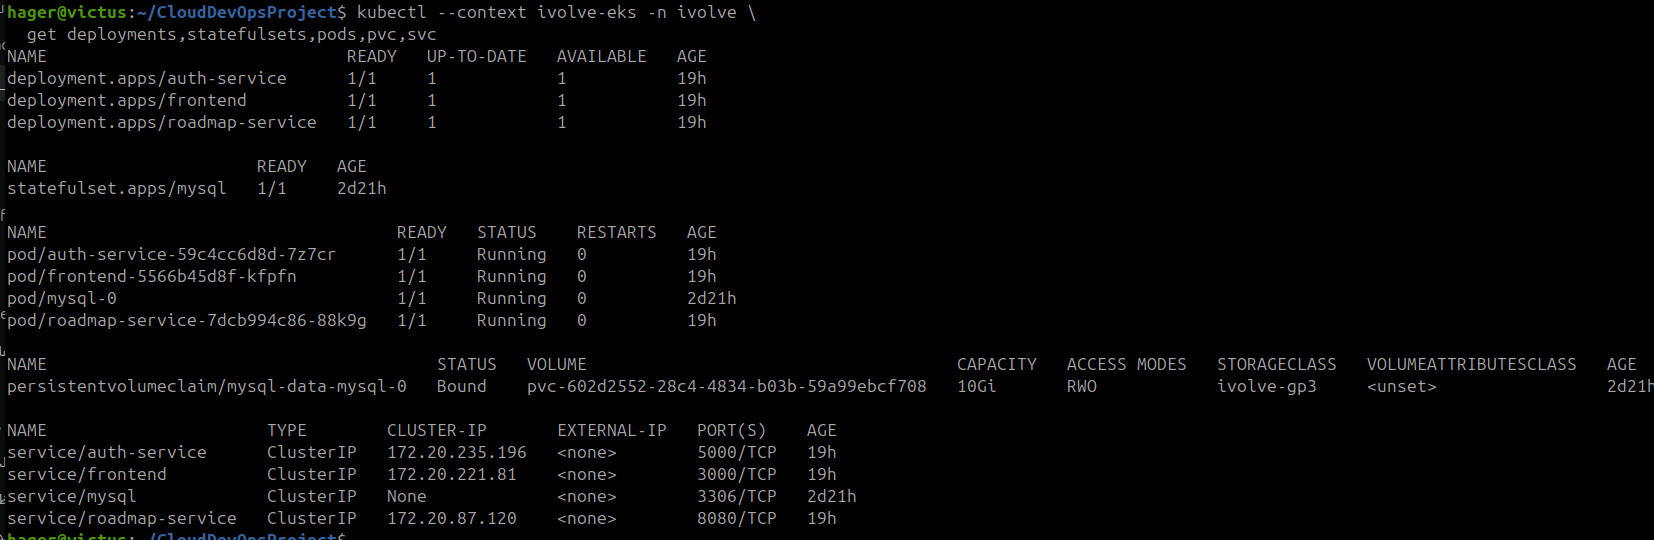 hager@victus:~/CloudDevOpsProject$ kubectl --context ivolve-eks -n ivolve \
  get deployments,statefulsets,pods,pvc,svc
NAME                              READY   UP-TO-DATE   AVAILABLE   AGE
deployment.apps/auth-service      1/1     1            1           19h
deployment.apps/frontend          1/1     1            1           19h
deployment.apps/roadmap-service   1/1     1            1           19h

NAME                     READY   AGE
statefulset.apps/mysql   1/1     2d21h

NAME                                   READY   STATUS    RESTARTS   AGE
pod/auth-service-59c4cc6d8d-7z7cr      1/1     Running   0          19h
pod/frontend-5566b45d8f-kfpfn          1/1     Running   0          19h
pod/mysql-0                            1/1     Running   0          2d21h
pod/roadmap-service-7dcb994c86-88k9g   1/1     Running   0          19h

NAME                                       STATUS   VOLUME                                     CAPACITY   ACCESS MODES   STORAGECLASS   VOLUMEATTRIBUTESCLASS   AGE
persistentvolumeclaim/mysql-data-mysql-0   Bound    pvc-602d2552-28c4-4834-b03b-59a99ebcf708   10Gi       RWO            ivolve-gp3     <unset>                 2d21h

NAME                      TYPE        CLUSTER-IP       EXTERNAL-IP   PORT(S)    AGE
service/auth-service      ClusterIP   172.20.235.196   <none>        5000/TCP   19h
service/frontend          ClusterIP   172.20.221.81    <none>        3000/TCP   19h
service/mysql             ClusterIP   None             <none>        3306/TCP   2d21h
service/roadmap-service   ClusterIP   172.20.87.120    <none>        8080/TCP   19h
hager@victus:~/CloudDevOpsProject$